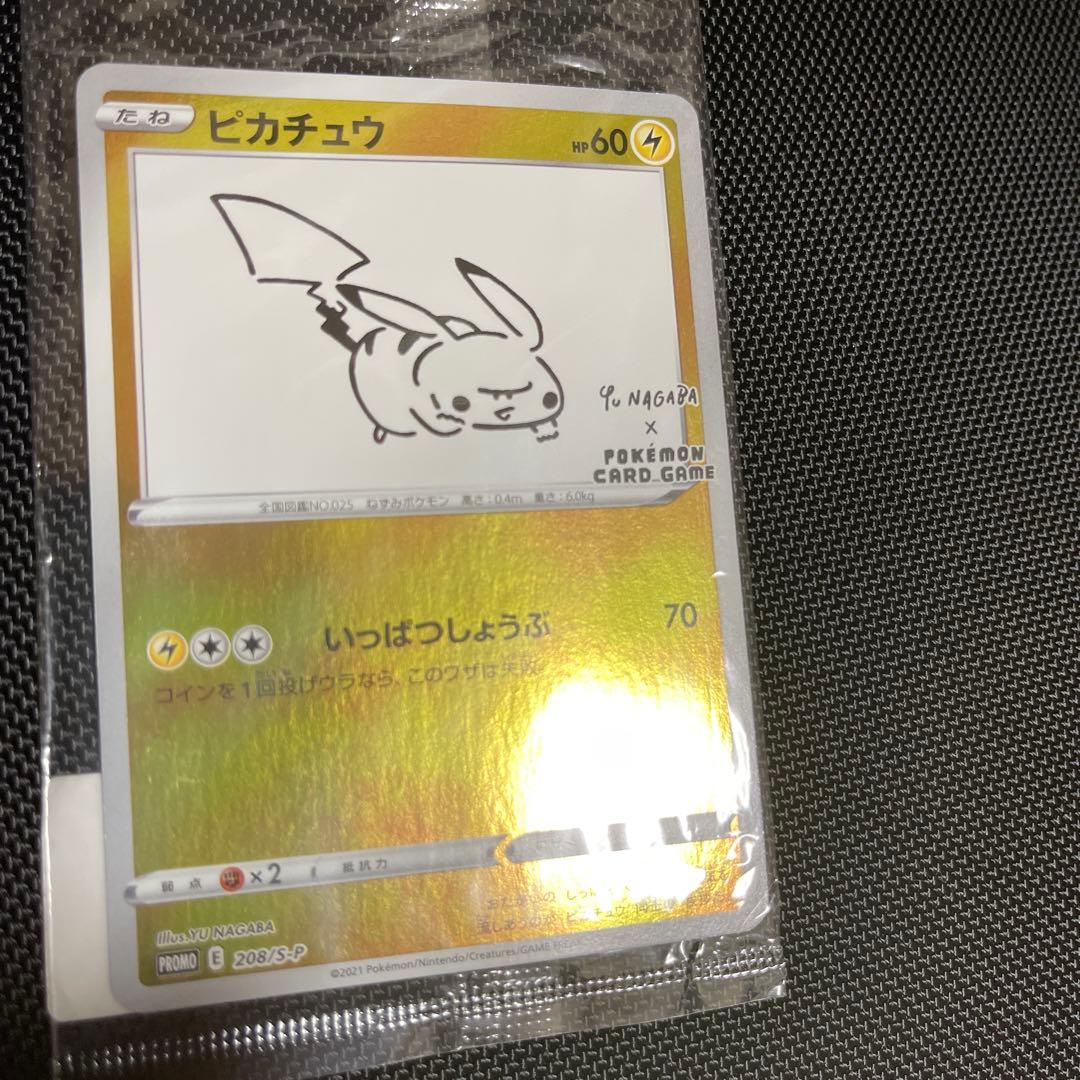 たね ピカチュウ HP60
YU NAGABA
×
POKÉMON
CARD GAME
全国図鑑NO.025 ねずみポケモン 高さ:0.4m 重さ:6.0kg
いっぱつしょうぶ 70
コインを1回投げウラなら、このワザは失敗。
弱点 ×2 抵抗力
Illus.YU NAGABA
PROMO E 208/S-P
©2021 Pokémon/Nintendo/Creatures/GAME FREAK